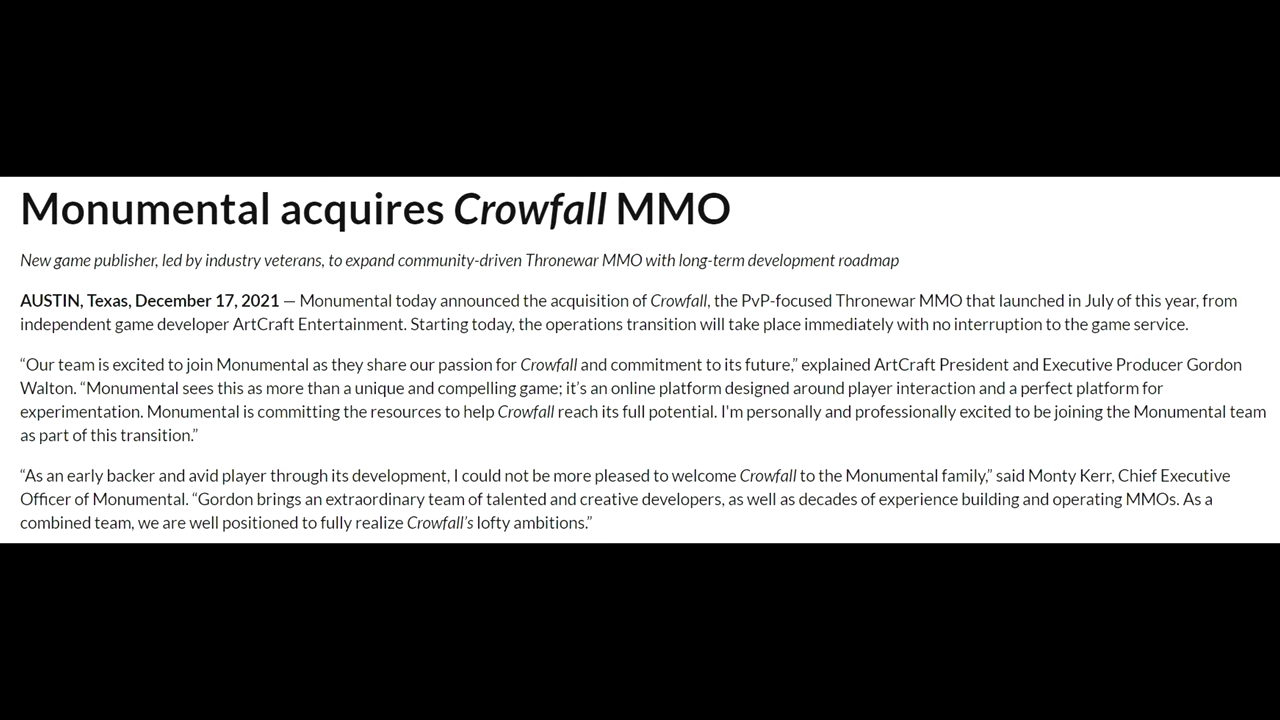 Monumental acquires Crowfall MMO
New game publisher, led by industry veterans, to expand community-driven Thronewar MMO with long-term development roadmap
AUSTIN, Texas, December 17, 2021 — Monumental today announced the acquisition of Crowfall, the PvP-focused Thronewar MMO that launched in July of this year, from
independent game developer ArtCraft Entertainment. Starting today, the operations transition will take place immediately with no interruption to the game service.
“Our team is excited to join Monumental as they share our passion for Crowfall and commitment to its future,” explained ArtCraft President and Executive Producer Gordon
Walton. “Monumental sees this as more than a unique and compelling game; it’s an online platform designed around player interaction and a perfect platform for
experimentation. Monumental is committing the resources to help Crowfall reach its full potential. I’m personally and professionally excited to be joining the Monumental team
as part of this transition.”
“As an early backer and avid player through its development, I could not be more pleased to welcome Crowfall to the Monumental family,” said Monty Kerr, Chief Executive
Officer of Monumental. “Gordon brings an extraordinary team of talented and creative developers, as well as decades of experience building and operating MMOs. As a
combined team, we are well positioned to fully realize Crowfall’s lofty ambitions.”